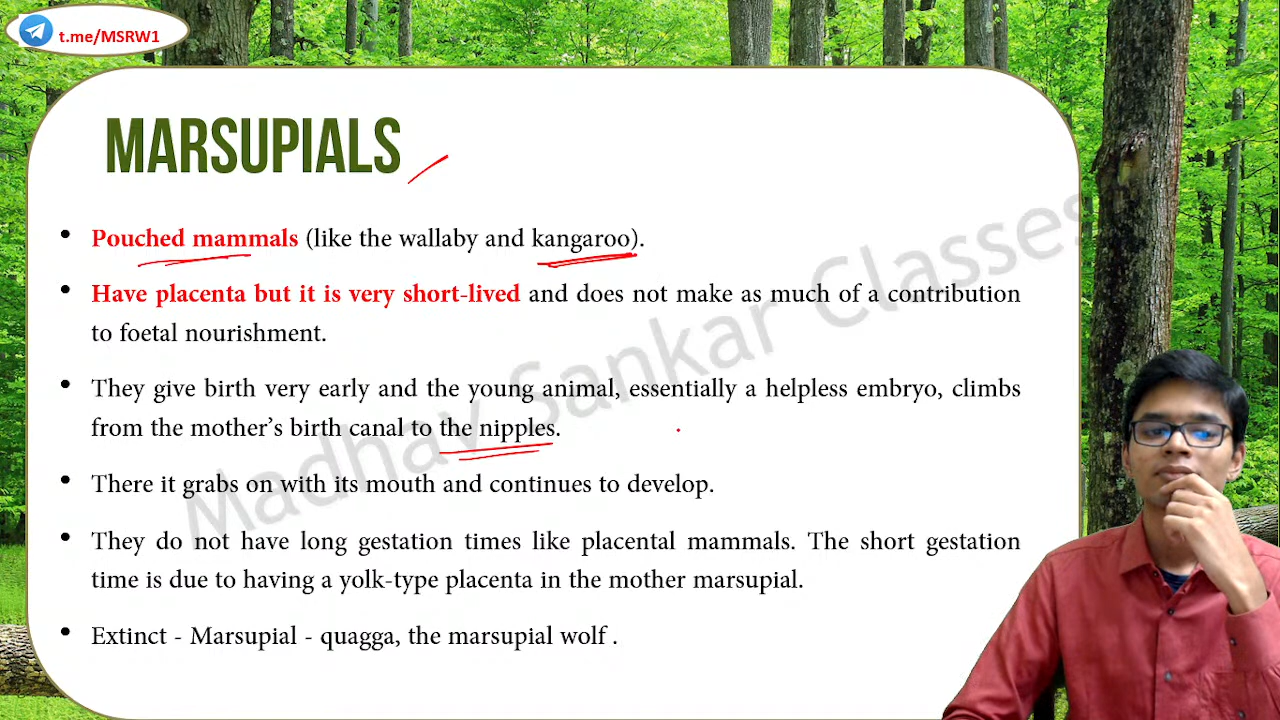 t.me/MSRW1
MARSUPIALS
• Pouched mammals (like the wallaby and kangaroo).
• Have placenta but it is very short-lived and does not make as much of a contribution
to foetal nourishment.
• They give birth very early and the young animal, essentially a helpless embryo, climbs
from the mother's birth canal to the nipples.
• There it grabs on with its mouth and continues to develop.
• They do not have long gestation times like placental mammals. The short gestation
time is due to having a yolk-type placenta in the mother marsupial.
• Extinct - Marsupial - quagga, the marsupial wolf .
Madhav Sankar Classes